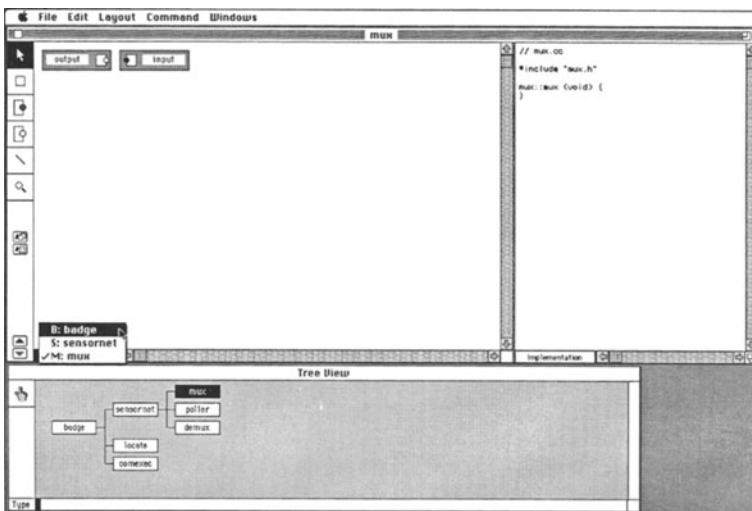 File Edit Layout Command Windows
mux
output
input
// mux.cc
#include "mux.h"
mux::mux (void) {
}
B: badge
S: sensornet
✓M: mux
Implementation
Tree View
mux
sensornet
poller
badge
demux
locate
comexec
Type